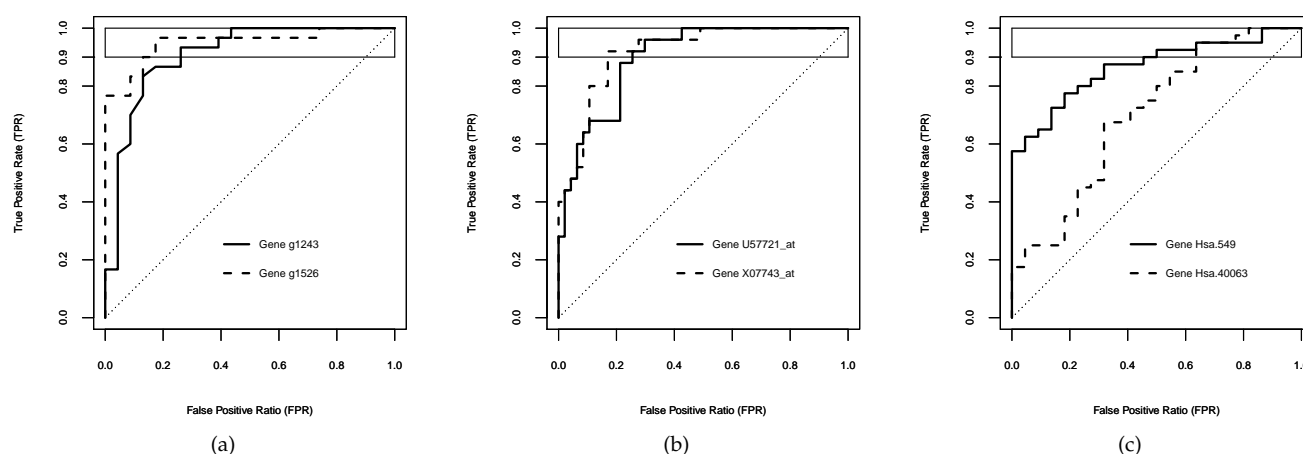 True Positive Rate (TPR)
1.0
0.9
0.8
0.6
0.4
0.2
0.0
Gene g1243
Gene g1526
0.0 0.2 0.4 0.6 0.8 1.0
False Positive Ratio (FPR)
(a)
True Positive Rate (TPR)
1.0
0.9
0.8
0.6
0.4
0.2
0.0
Gene U57721_at
Gene X07743_at
0.0 0.2 0.4 0.6 0.8 1.0
False Positive Ratio (FPR)
(b)
True Positive Rate (TPR)
1.0
0.9
0.8
0.6
0.4
0.2
0.0
Gene Hsa.549
Gene Hsa.40063
0.0 0.2 0.4 0.6 0.8 1.0
False Positive Ratio (FPR)
(c)